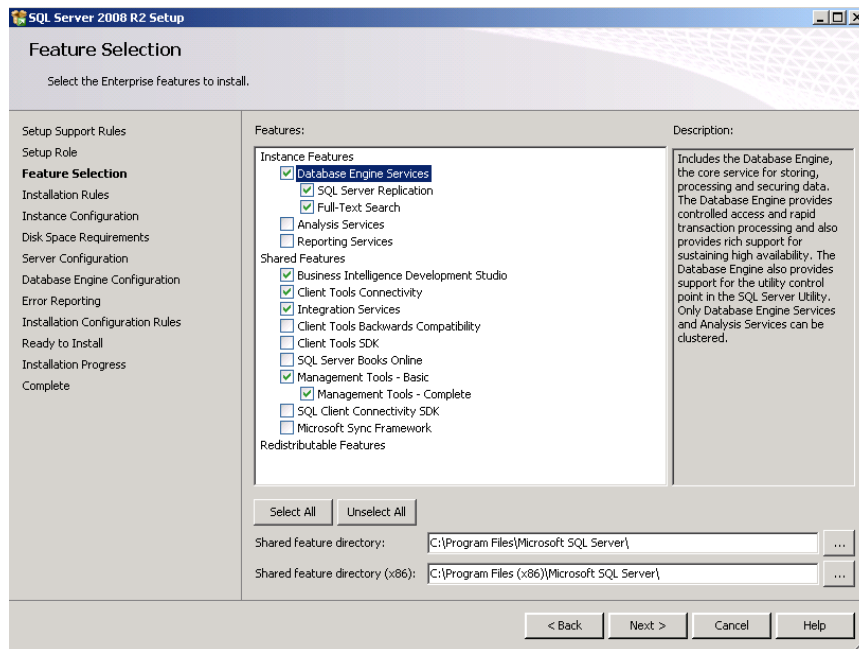 SQL Server 2008 R2 Setup
Feature Selection
Select the Enterprise features to install.
Setup Support Rules
Setup Role
Feature Selection
Installation Rules
Instance Configuration
Disk Space Requirements
Server Configuration
Database Engine Configuration
Error Reporting
Installation Configuration Rules
Ready to Install
Installation Progress
Complete
Features:
Instance Features
Database Engine Services
SQL Server Replication
Full-Text Search
Analysis Services
Reporting Services
Shared Features
Business Intelligence Development Studio
Client Tools Connectivity
Integration Services
Client Tools Backwards Compatibility
Client Tools SDK
SQL Server Books Online
Management Tools - Basic
Management Tools - Complete
SQL Client Connectivity SDK
Microsoft Sync Framework
Redistributable Features
Description:
Includes the Database Engine,
the core service for storing,
processing and securing data.
The Database Engine provides
controlled access and rapid
transaction processing and also
provides rich support for
sustaining high availability. The
Database Engine also provides
support for the utility control
point in the SQL Server Utility.
Only Database Engine Services
and Analysis Services can be
clustered.
Select All
Unselect All
Shared feature directory:
C:\Program Files\Microsoft SQL Server\
...
Shared feature directory (x86):
C:\Program Files (x86)\Microsoft SQL Server\
...
< Back
Next >
Cancel
Help